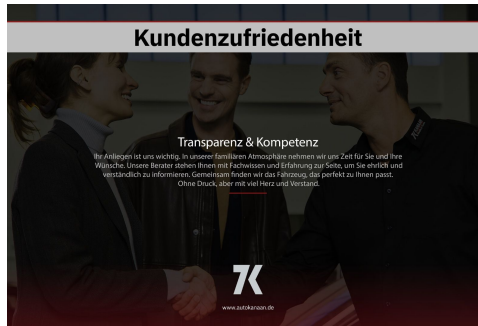 Kundenzufriedenheit
Transparenz & Kompetenz
Ihr Anliegen ist uns wichtig. In unserer familiären Atmosphäre nehmen wir uns Zeit für Sie und Ihre
Wünsche. Unsere Berater stehen Ihnen mit Fachwissen und Erfahrung zur Seite, um Sie ehrlich und
verständlich zu informieren. Gemeinsam finden wir das Fahrzeug, das perfekt zu Ihnen passt.
Ohne Druck, aber mit viel Herz und Verstand.
7K
www.autokanaan.de